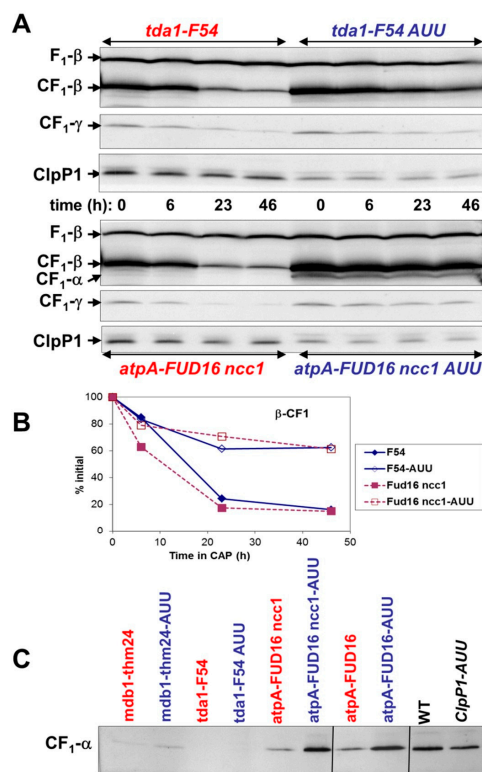 A
tda1-F54 tda1-F54 AUU
F1-β
CF1-β
CF1-γ
ClpP1
time (h): 0 6 23 46 0 6 23 46
F1-β
CF1-β
CF1-α
CF1-γ
ClpP1
atpA-FUD16 ncc1 atpA-FUD16 ncc1 AUU
B
β-CF1
% initial
100
80
60
40
20
0
0 10 20 30 40 50
Time in CAP (h)
F54
F54-AUU
Fud16 ncc1
Fud16 ncc1-AUU
C
mdb1-thm24
mdb1-thm24-AUU
tda1-F54
tda1-F54 AUU
atpA-FUD16 ncc1
atpA-FUD16 ncc1-AUU
atpA-FUD16
atpA-FUD16-AUU
WT
ClpP1-AUU
CF1-α